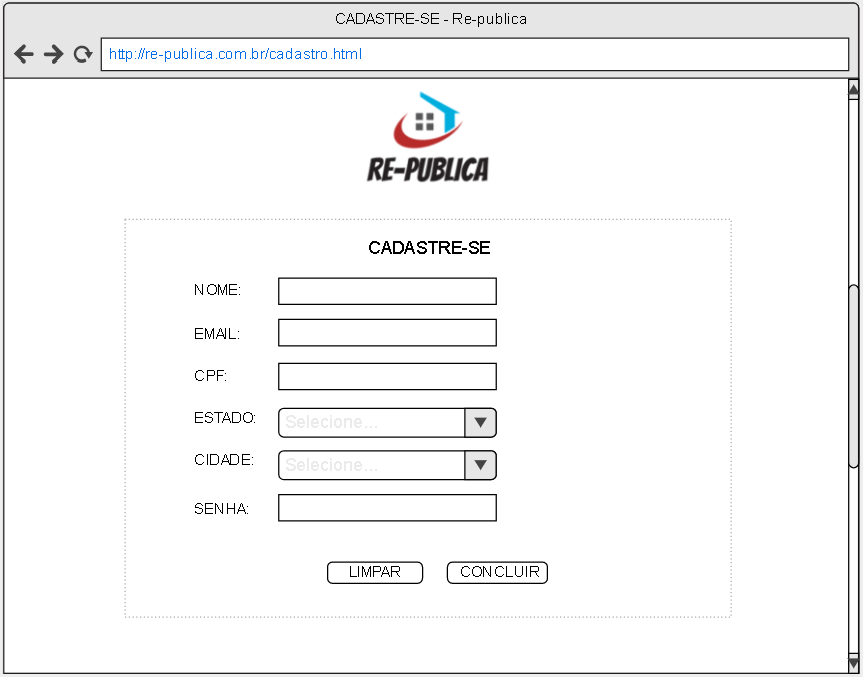 CADASTRE-SE - Re-publica
http://re-publica.com.br/cadastro.html
RE-PUBLICA
CADASTRE-SE
NOME:
EMAIL:
CPF:
ESTADO: Selecione...
CIDADE: Selecione...
SENHA:
LIMPAR CONCLUIR